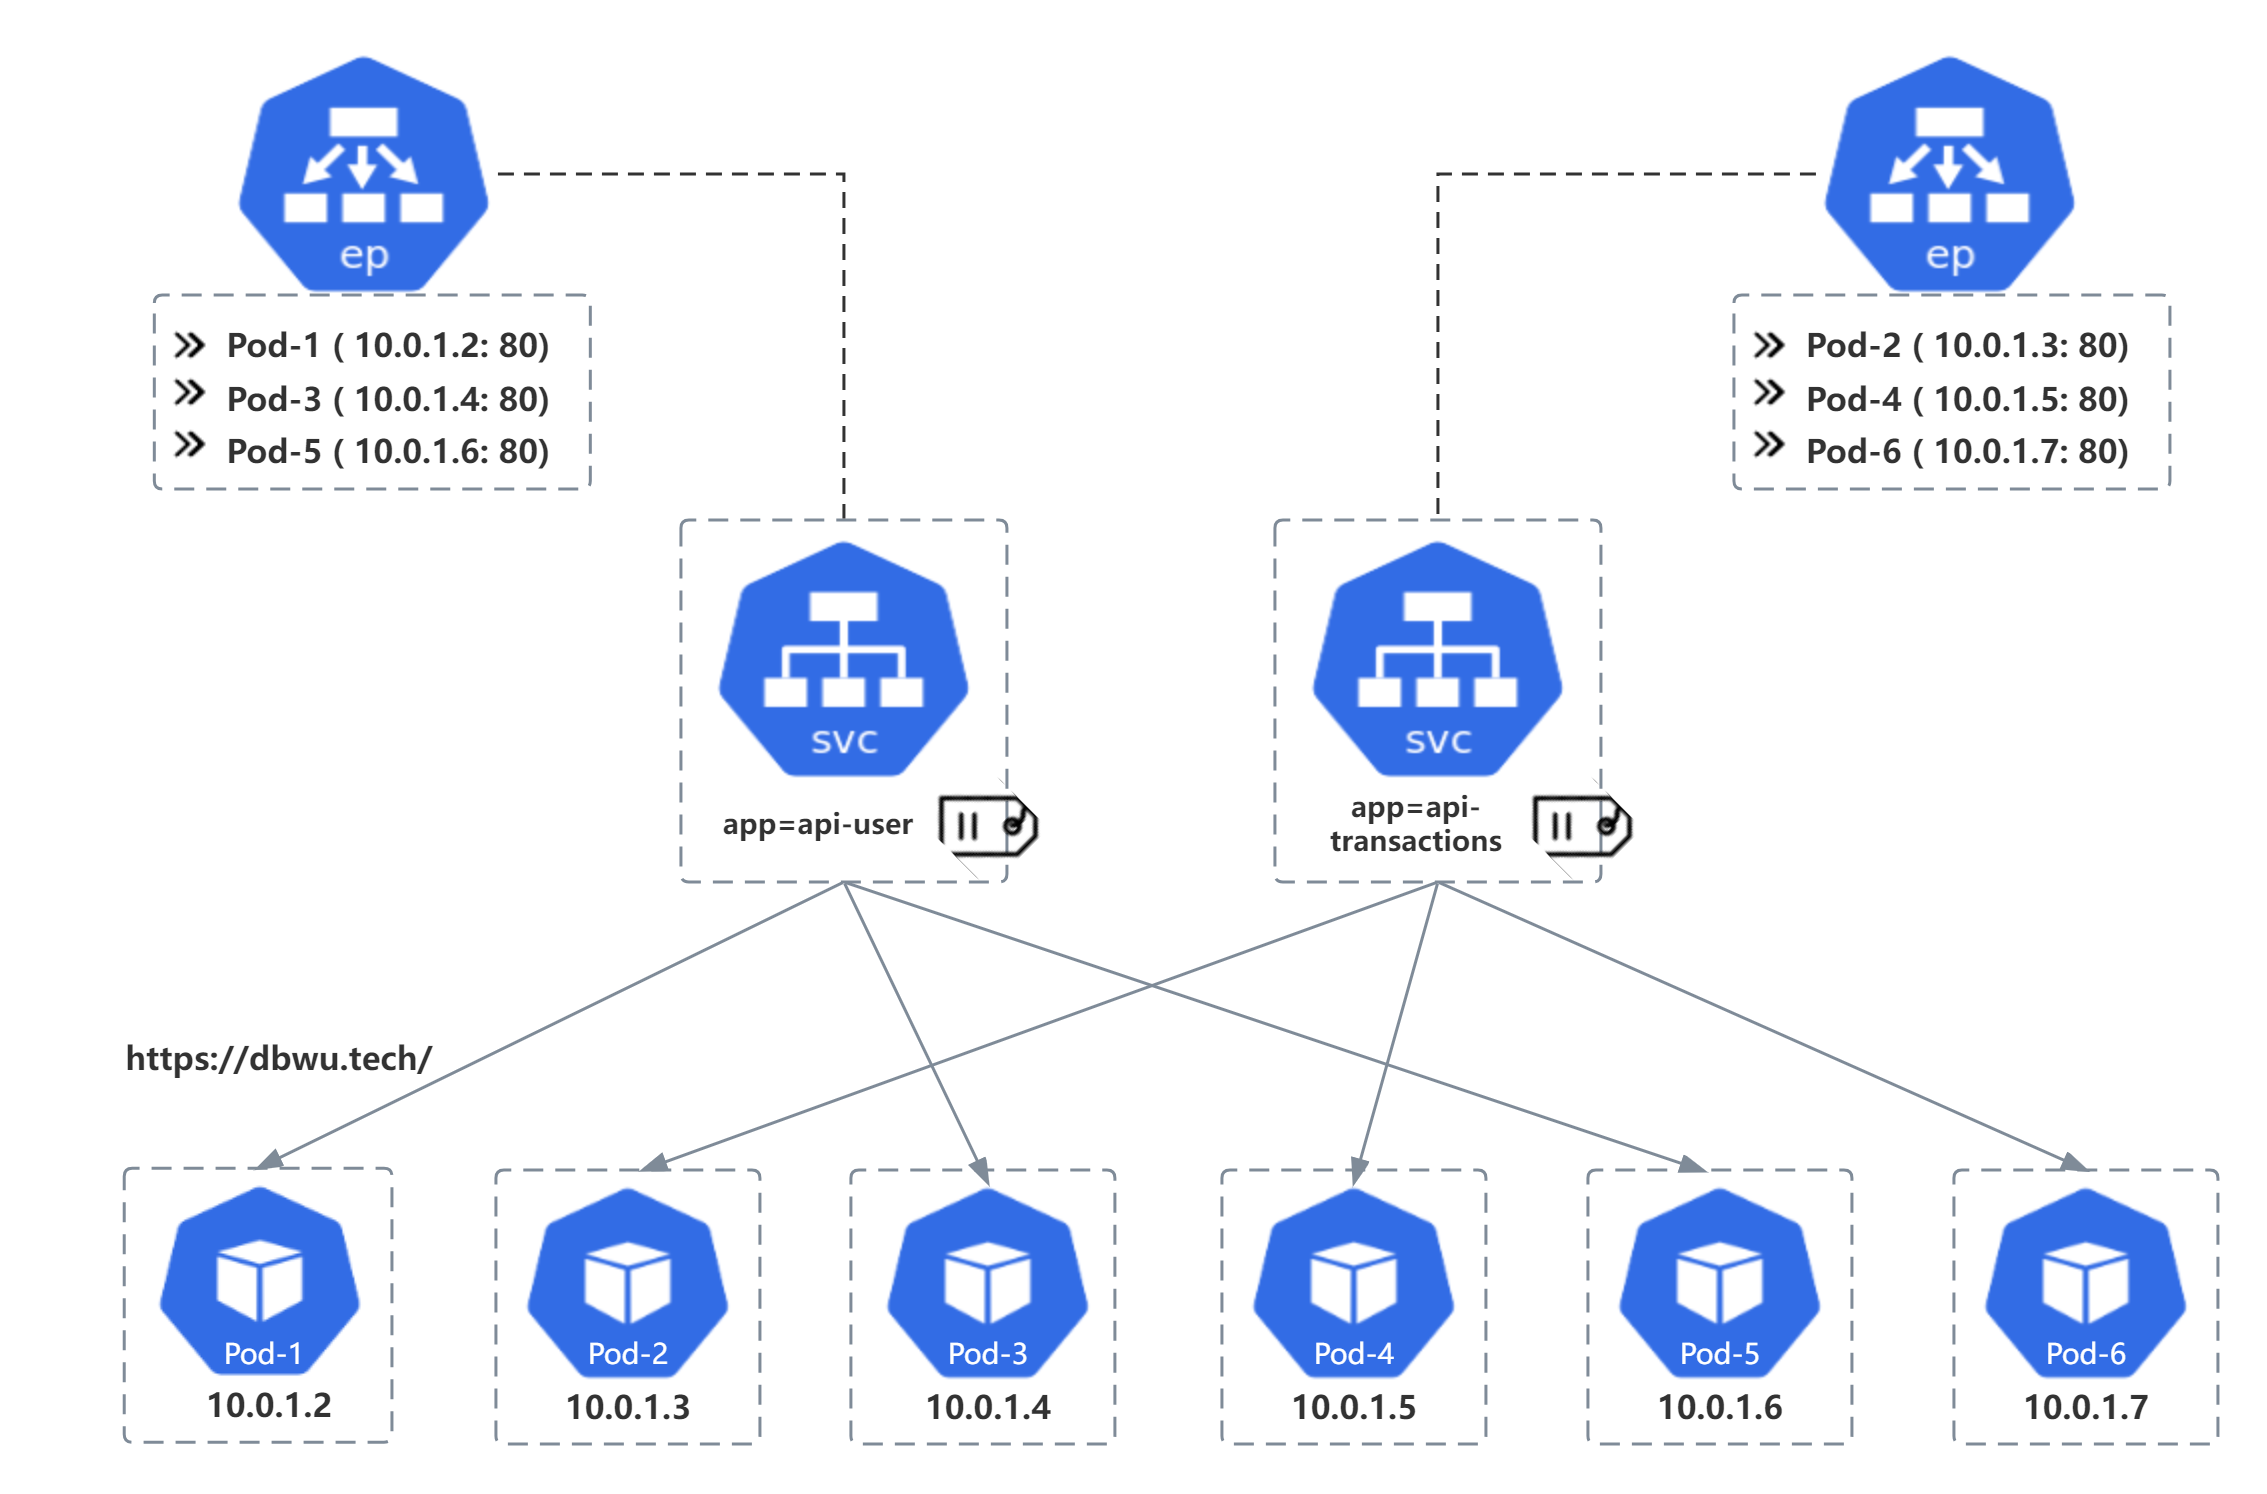 ep
Pod-1 ( 10.0.1.2: 80)
Pod-3 ( 10.0.1.4: 80)
Pod-5 ( 10.0.1.6: 80)
ep
Pod-2 ( 10.0.1.3: 80)
Pod-4 ( 10.0.1.5: 80)
Pod-6 ( 10.0.1.7: 80)
svc
app=api-user
svc
app=api-
transactions
https://dbwu.tech/
Pod-1
10.0.1.2
Pod-2
10.0.1.3
Pod-3
10.0.1.4
Pod-4
10.0.1.5
Pod-5
10.0.1.6
Pod-6
10.0.1.7